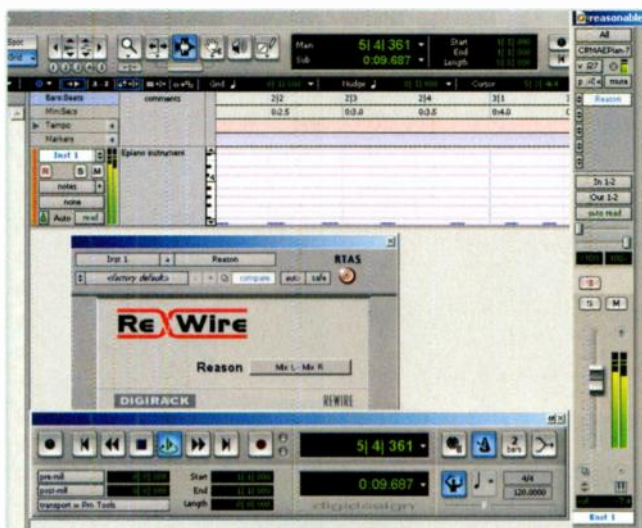 reasonable
Spot
Grid
Main 5| 4| 361
Sub 0:09.687
Start
End
Length
All
mute
Grid
Nudge
Cursor
Reason
Bars:Beats
comments
2|2
2|3
2|4
3|1
Min:Secs
0:2.5
0:3.0
0:3.5
0:4.0
Tempo
Markers
Inst 1
Epiano instrument
R S M
notes
none
Auto read
In 1-2
Out 1-2
auto read
Inst 1
Reason
RTAS
<factory default>
compare
auto
safe
ReWire
Reason Mix L - Mix R
DIGIRACK
REWIRE
S M
5| 4| 361
2 bars
pre-roll
post-roll
transport = Pro Tools
Start
End
Length
0:09.687
digidesign
4/4
120.0000
Inst 1